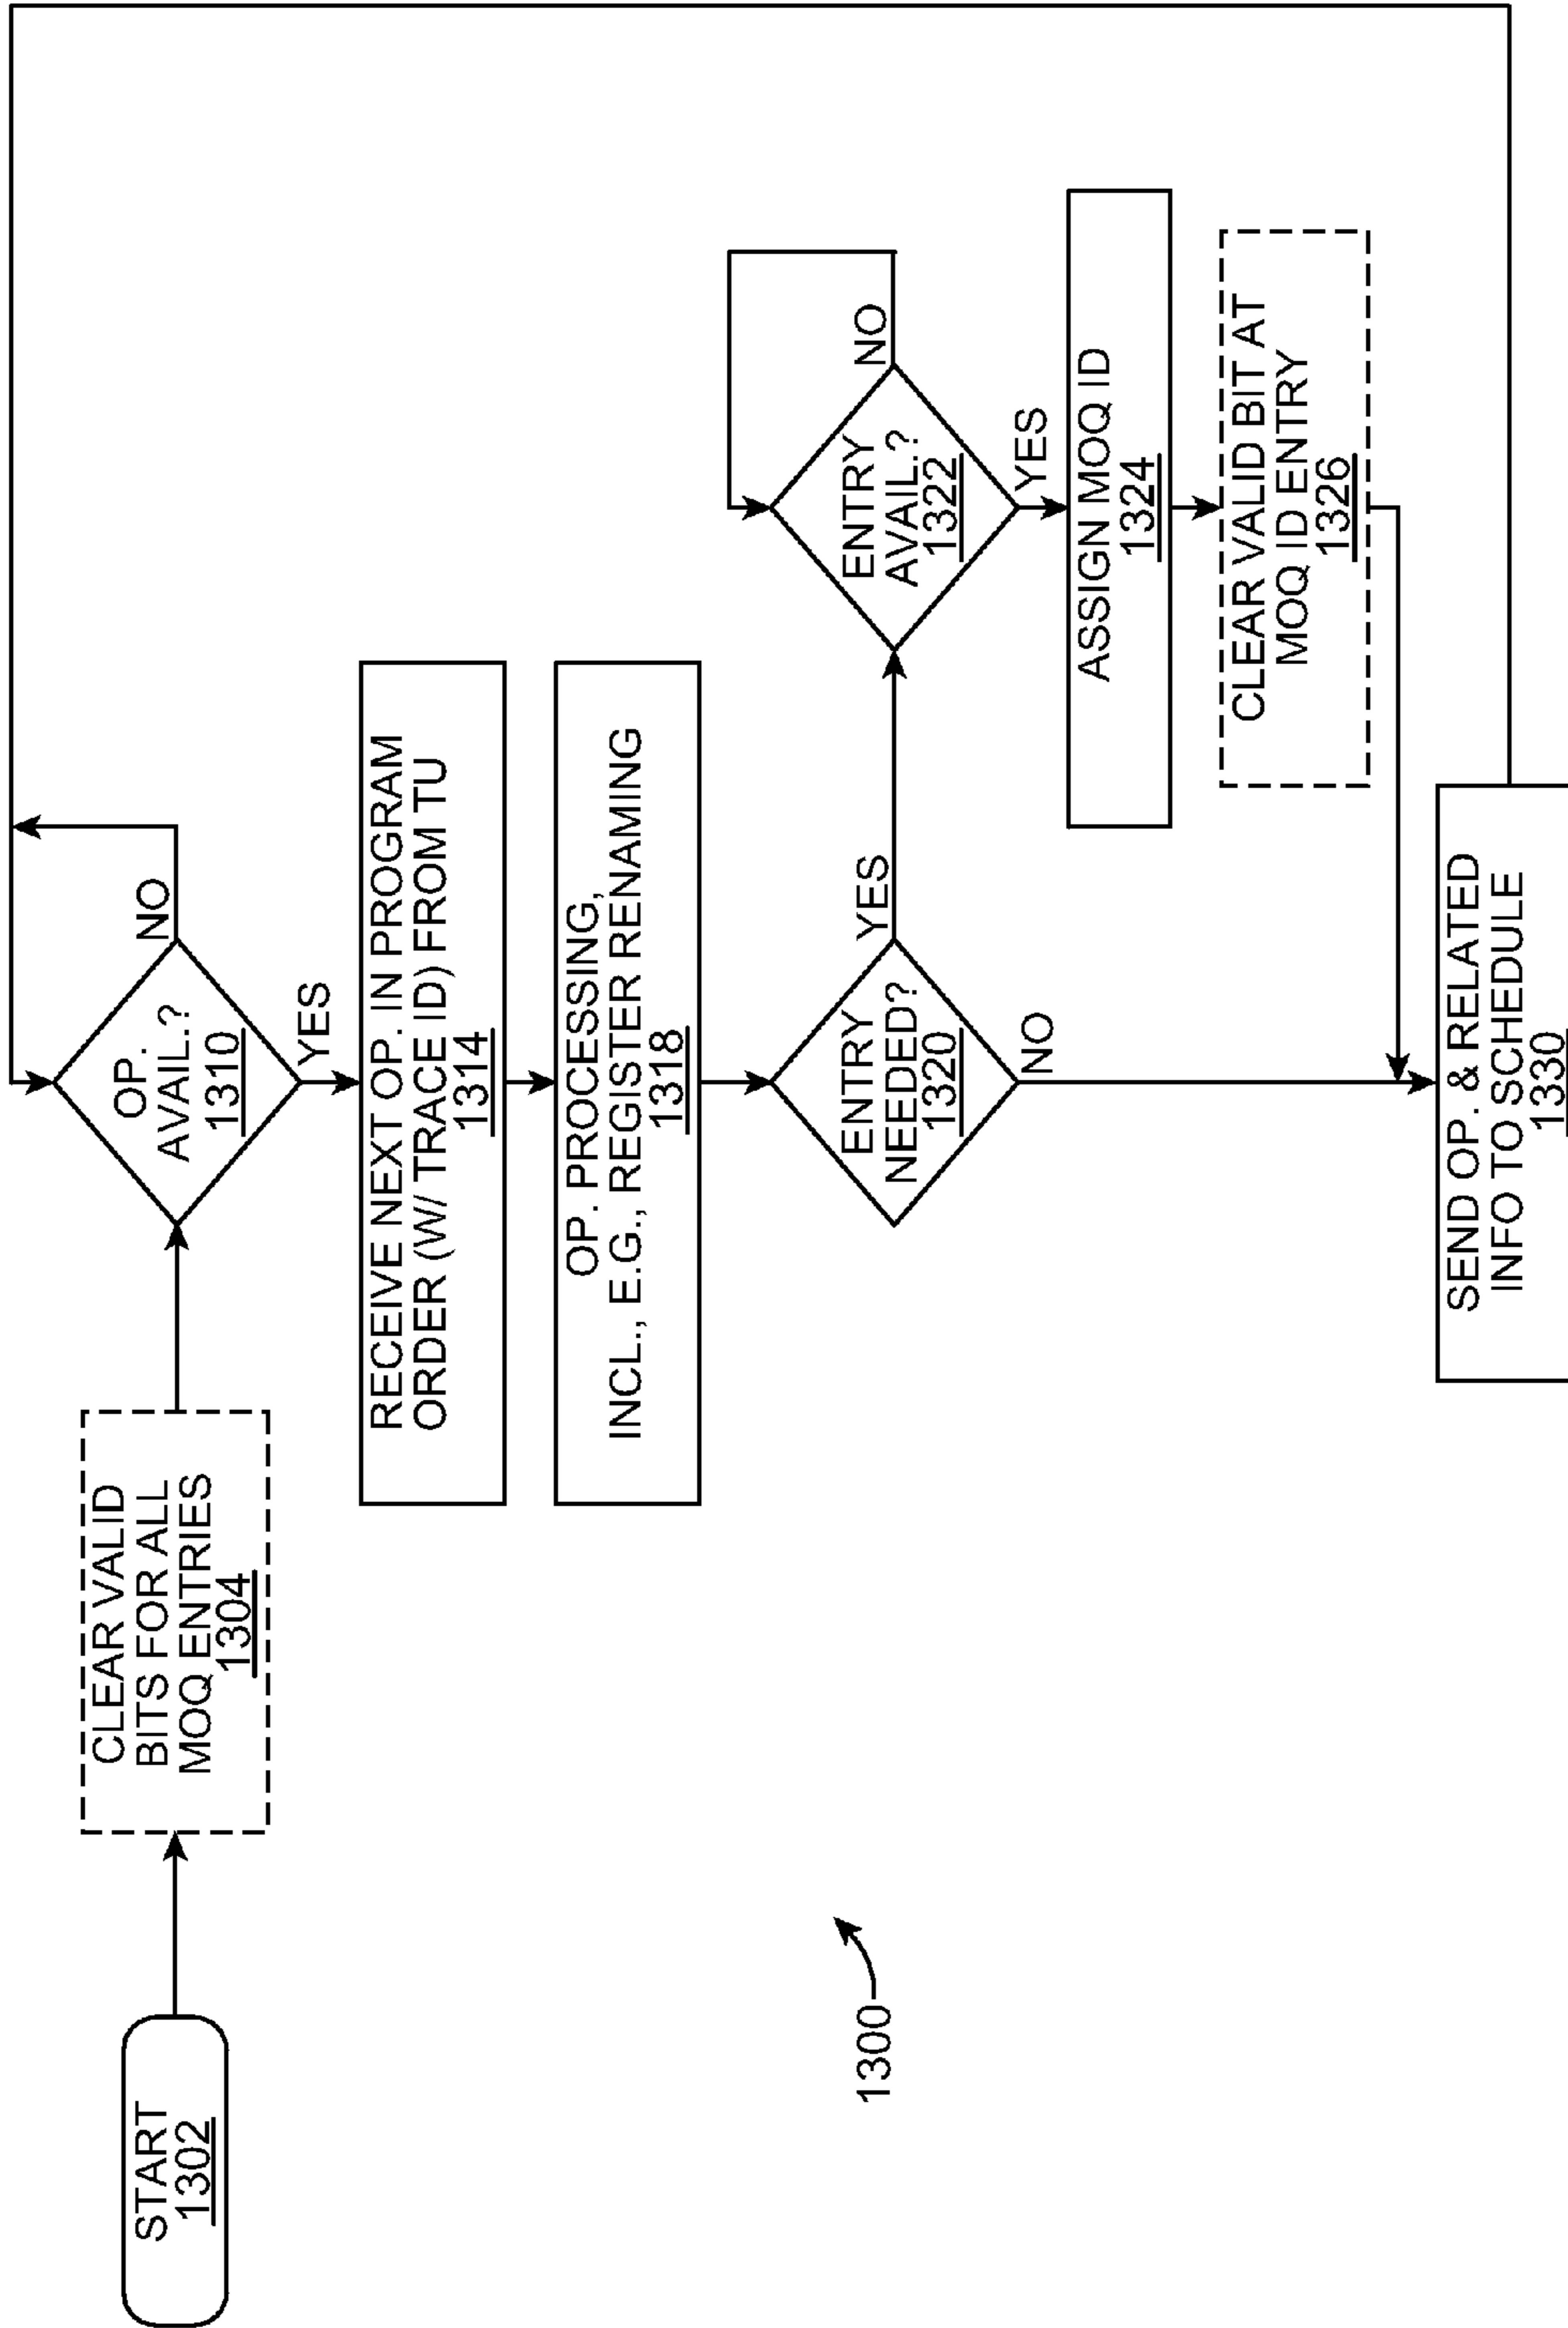 START
1302
CLEAR VALID
BITS FOR ALL
MOQ ENTRIES
1304
OP.
AVAIL.?
1310
NO
YES
RECEIVE NEXT OP. IN PROGRAM
ORDER (W/ TRACE ID) FROM TU
1314
OP. PROCESSING,
INCL., E.G., REGISTER RENAMING
1318
ENTRY
NEEDED?
1320
YES
NO
ENTRY
AVAIL.?
1322
NO
YES
ASSIGN MOQ ID
1324
CLEAR VALID BIT AT
MOQ ID ENTRY
1326
SEND OP. & RELATED
INFO TO SCHEDULE
1330
1300